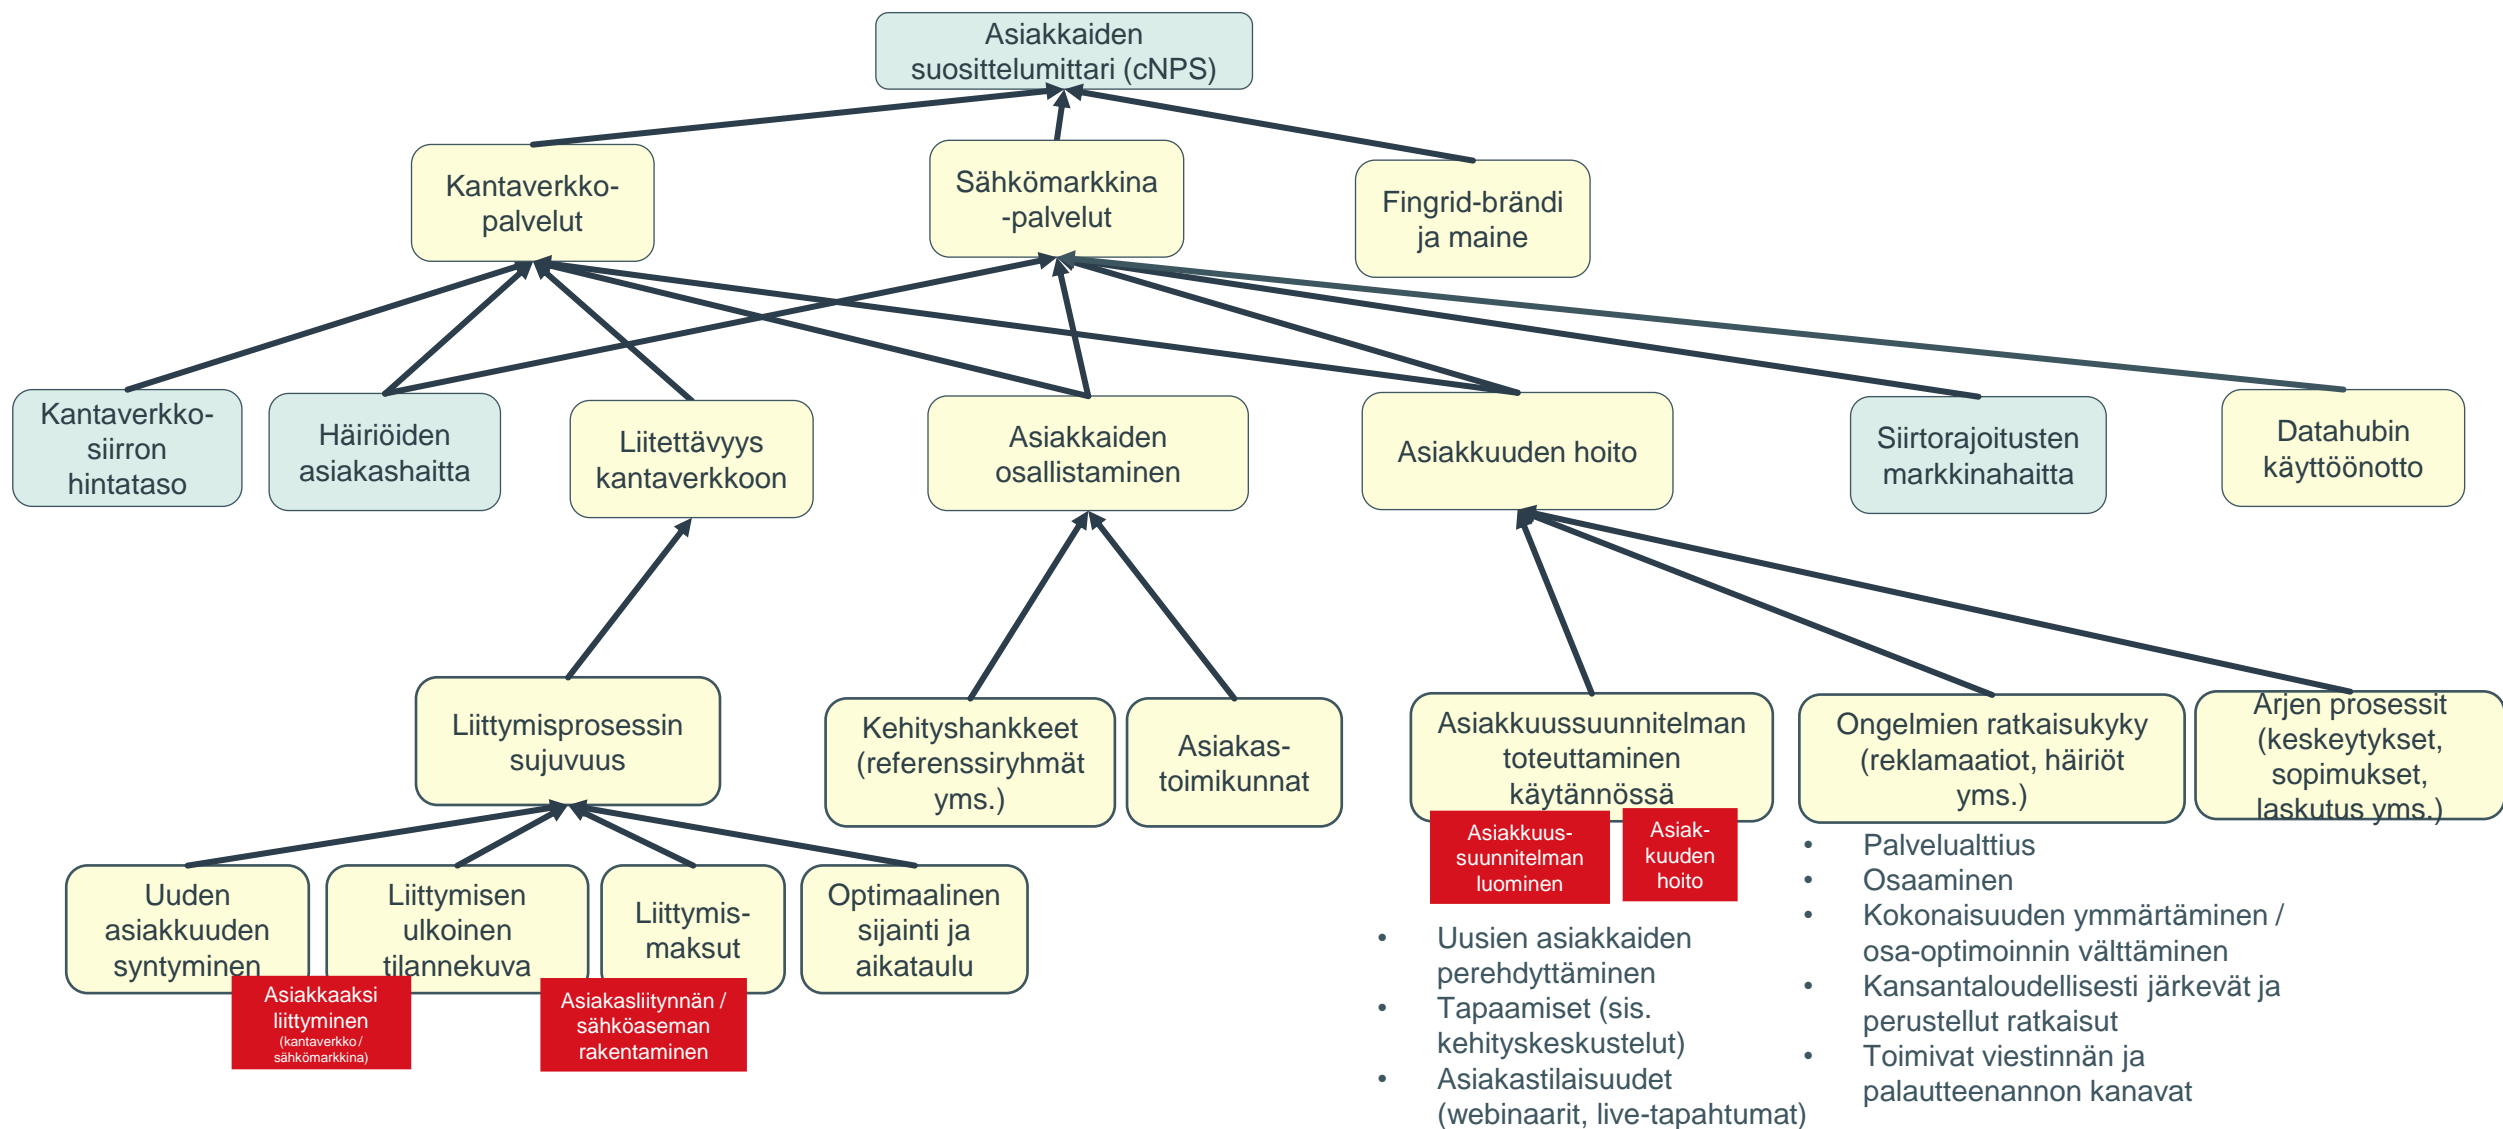 Asiakkaiden
suosittelumittari (cNPS)
Kantaverkko-
palvelut
Sähkömarkkina
-palvelut
Fingrid-brändi
ja maine
Kantaverkko-
siirron
hintataso
Häiriöiden
asiakashaitta
Liitettävyys
kantaverkkoon
Asiakkaiden
osallistaminen
Asiakkuuden hoito
Siirtorajoitusten
markkinahaitta
Datahubin
käyttöönotto
Liittymisprosessin
sujuvuus
Kehityshankkeet
(referenssiryhmät
yms.)
Asiakas-
toimikunnat
Asiakkuussuunnitelman
toteuttaminen
käytännössä
Ongelmien ratkaisukyky
(reklamaatiot, häiriöt
yms.)
Arjen prosessit
(keskeytykset,
sopimukset,
laskutus yms.)
Asiakkuus-
suunnitelman
luominen
Asiak-
kuuden
hoito
Uuden
asiakkuuden
syntyminen
Liittymisen
ulkoinen
tilannekuva
Liittymis-
maksut
Optimaalinen
sijainti ja
aikataulu
Asiakkaaksi
liittyminen
(kantaverkko /
sähkömarkkina)
Asiakasliitynnän /
sähköaseman
rakentaminen
• Uusien asiakkaiden
perehdyttäminen
• Tapaamiset (sis.
kehityskeskustelut)
• Asiakastilaisuudet
(webinaarit, live-tapahtumat)
• Palvelualttius
• Osaaminen
• Kokonaisuuden ymmärtäminen /
osa-optimoinnin välttäminen
• Kansantaloudellisesti järkevät ja
perustellut ratkaisut
• Toimivat viestinnän ja
palautteenannon kanavat